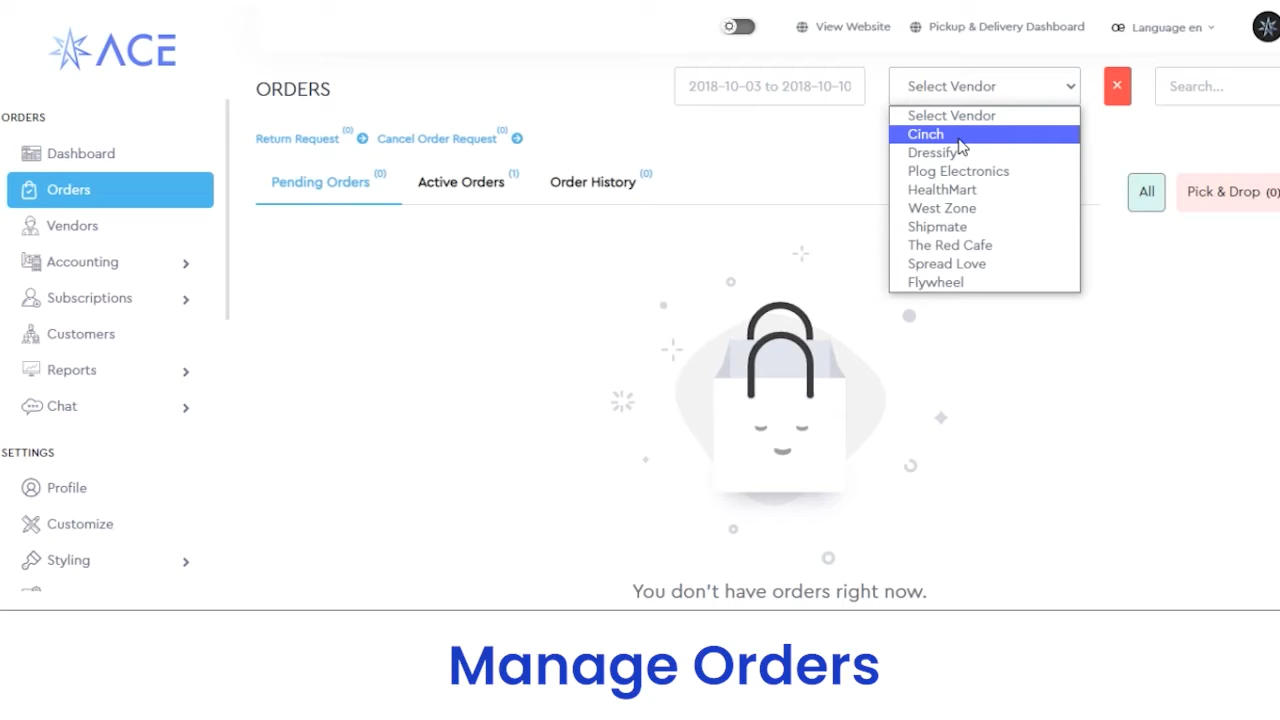 ACE
View Website
Pickup & Delivery Dashboard
Language en
ORDERS
Dashboard
Orders
Vendors
Accounting
Subscriptions
Customers
Reports
Chat
SETTINGS
Profile
Customize
Styling
ORDERS
2018-10-03 to 2018-10-10
Select Vendor
Search...
Return Request (0)
Cancel Order Request (0)
Pending Orders (0)
Active Orders (1)
Order History (0)
Select Vendor
Cinch
Dressify
Plog Electronics
HealthMart
West Zone
Shipmate
The Red Cafe
Spread Love
Flywheel
All
Pick & Drop (0)
You don't have orders right now.
Manage Orders